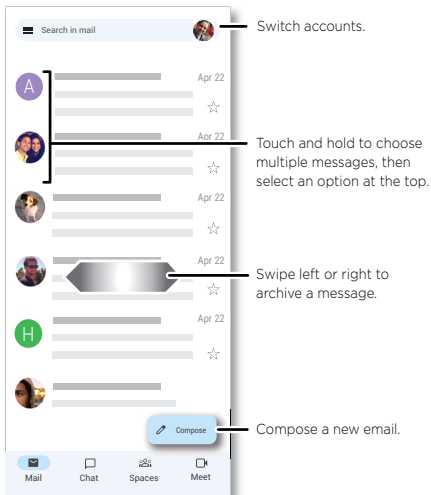 Search in mail
Switch accounts.
A
Apr 22
Apr 22
Touch and hold to choose
multiple messages, then
select an option at the top.
Apr 22
Apr 22
Swipe left or right to
archive a message.
H
Apr 22
Compose
Compose a new email.
Mail
Chat
Spaces
Meet